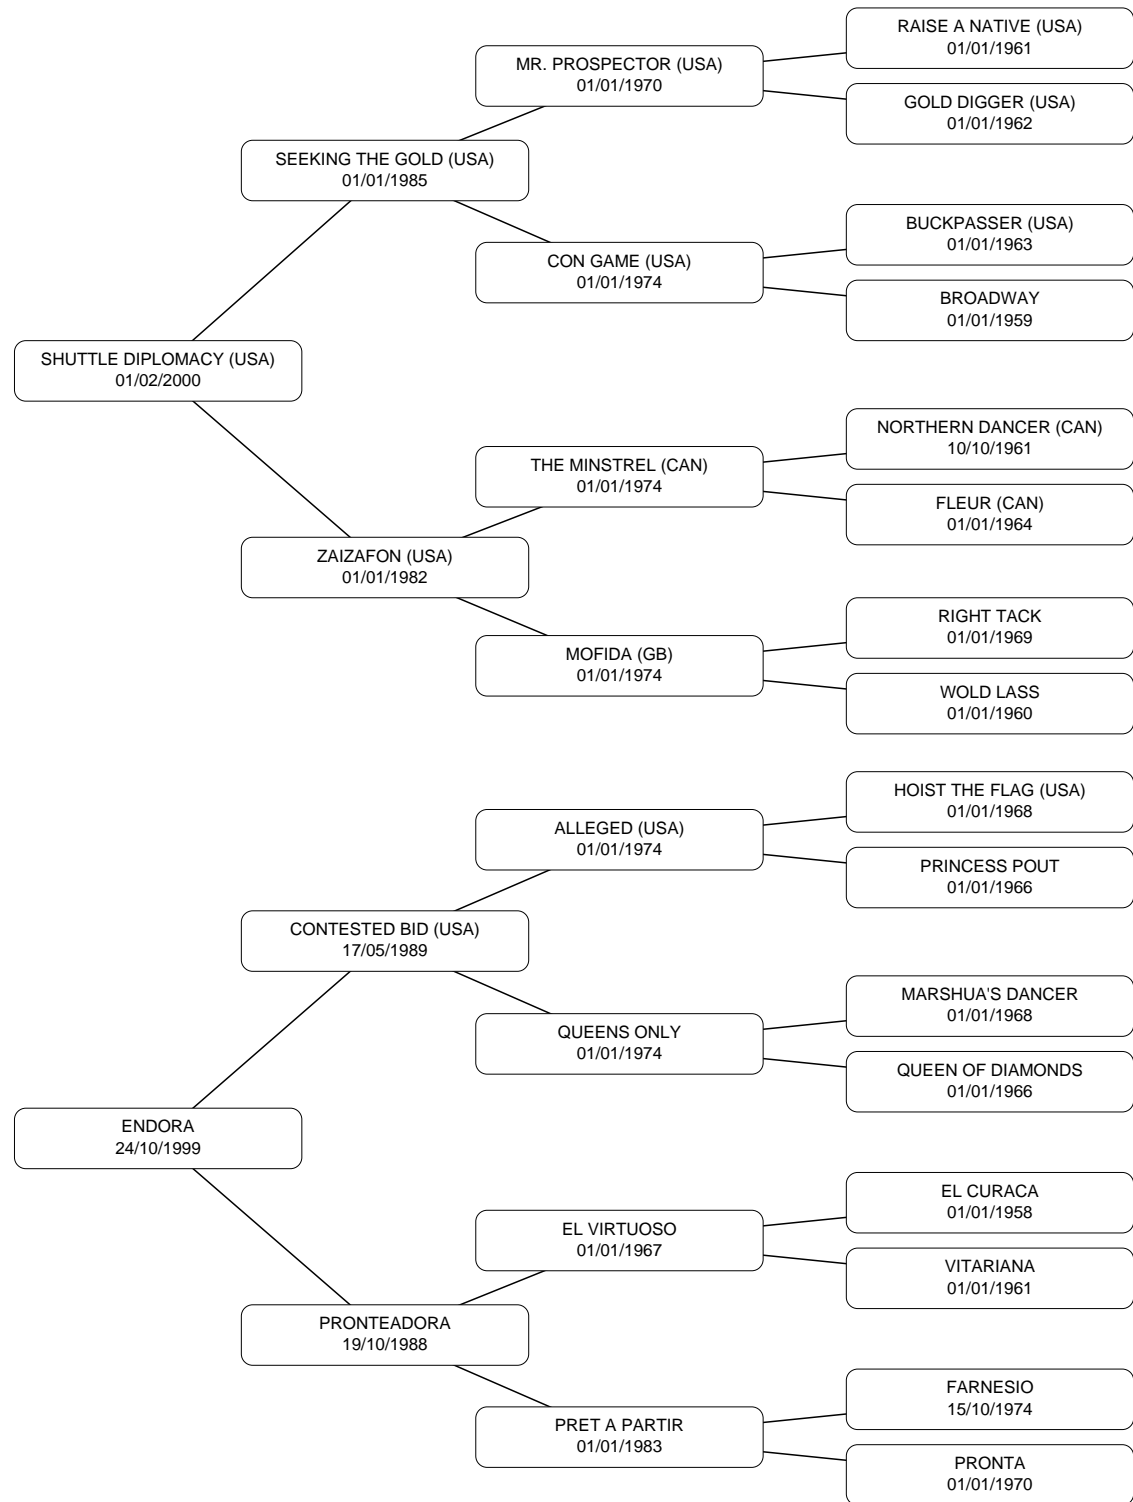 RAISE A NATIVE (USA)
01/01/1961
MR. PROSPECTOR (USA)
01/01/1970
GOLD DIGGER (USA)
01/01/1962
SEEKING THE GOLD (USA)
01/01/1985
BUCKPASSER (USA)
01/01/1963
CON GAME (USA)
01/01/1974
BROADWAY
01/01/1959
SHUTTLE DIPLOMACY (USA)
01/02/2000
NORTHERN DANCER (CAN)
10/10/1961
THE MINSTREL (CAN)
01/01/1974
FLEUR (CAN)
01/01/1964
ZAIZAFON (USA)
01/01/1982
RIGHT TACK
01/01/1969
MOFIDA (GB)
01/01/1974
WOLD LASS
01/01/1960
HOIST THE FLAG (USA)
01/01/1968
ALLEGED (USA)
01/01/1974
PRINCESS POUT
01/01/1966
CONTESTED BID (USA)
17/05/1989
MARSHUA'S DANCER
01/01/1968
QUEENS ONLY
01/01/1974
QUEEN OF DIAMONDS
01/01/1966
ENDORA
24/10/1999
EL CURACA
01/01/1958
EL VIRTUOSO
01/01/1967
VITARIANA
01/01/1961
PRONTEADORA
19/10/1988
FARNESIO
15/10/1974
PRET A PARTIR
01/01/1983
PRONTA
01/01/1970